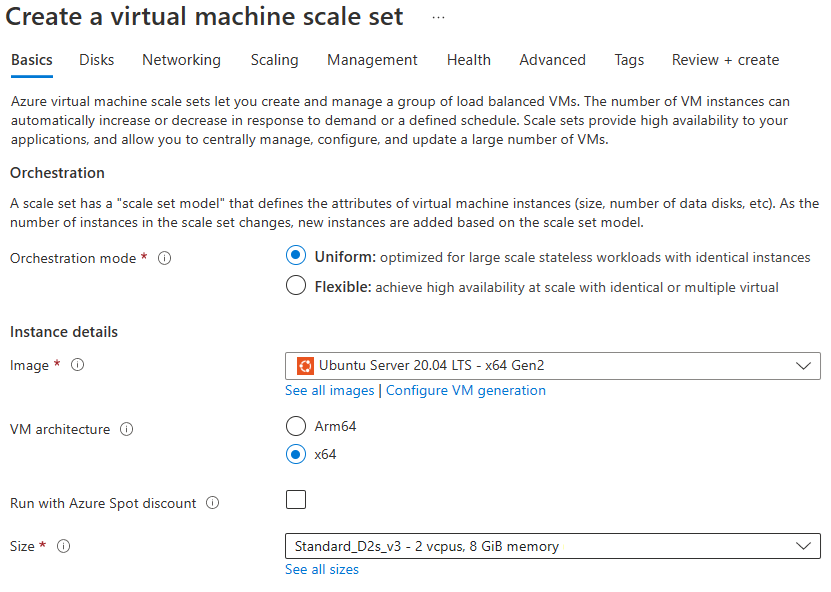 Create a virtual machine scale set ...
Basics Disks Networking Scaling Management Health Advanced Tags Review + create
Azure virtual machine scale sets let you create and manage a group of load balanced VMs. The number of VM instances can
automatically increase or decrease in response to demand or a defined schedule. Scale sets provide high availability to your
applications, and allow you to centrally manage, configure, and update a large number of VMs.
Orchestration
A scale set has a "scale set model" that defines the attributes of virtual machine instances (size, number of data disks, etc). As the
number of instances in the scale set changes, new instances are added based on the scale set model.
Orchestration mode *
Uniform: optimized for large scale stateless workloads with identical instances
Flexible: achieve high availability at scale with identical or multiple virtual
Instance details
Image *
Ubuntu Server 20.04 LTS - x64 Gen2
See all images | Configure VM generation
VM architecture
Arm64
x64
Run with Azure Spot discount
Size *
Standard_D2s_v3 - 2 vcpus, 8 GiB memory
See all sizes